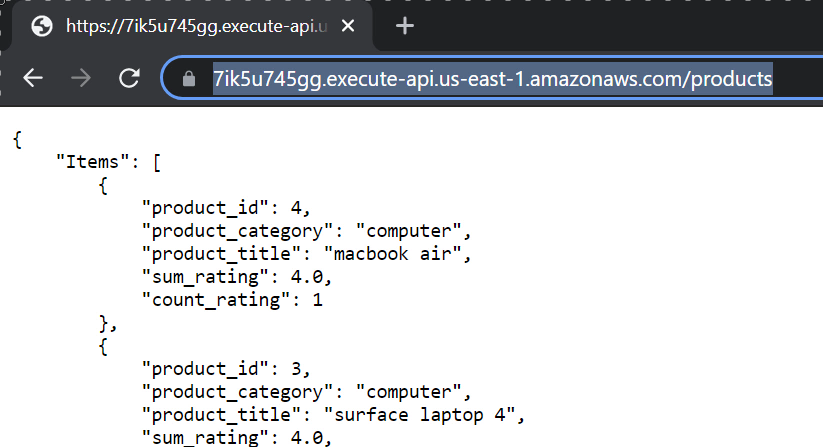 https://7ik5u745gg.execute-api.u
7ik5u745gg.execute-api.us-east-1.amazonaws.com/products
{
    "Items": [
        {
            "product_id": 4,
            "product_category": "computer",
            "product_title": "macbook air",
            "sum_rating": 4.0,
            "count_rating": 1
        },
        {
            "product_id": 3,
            "product_category": "computer",
            "product_title": "surface laptop 4",
            "sum_rating": 4.0,